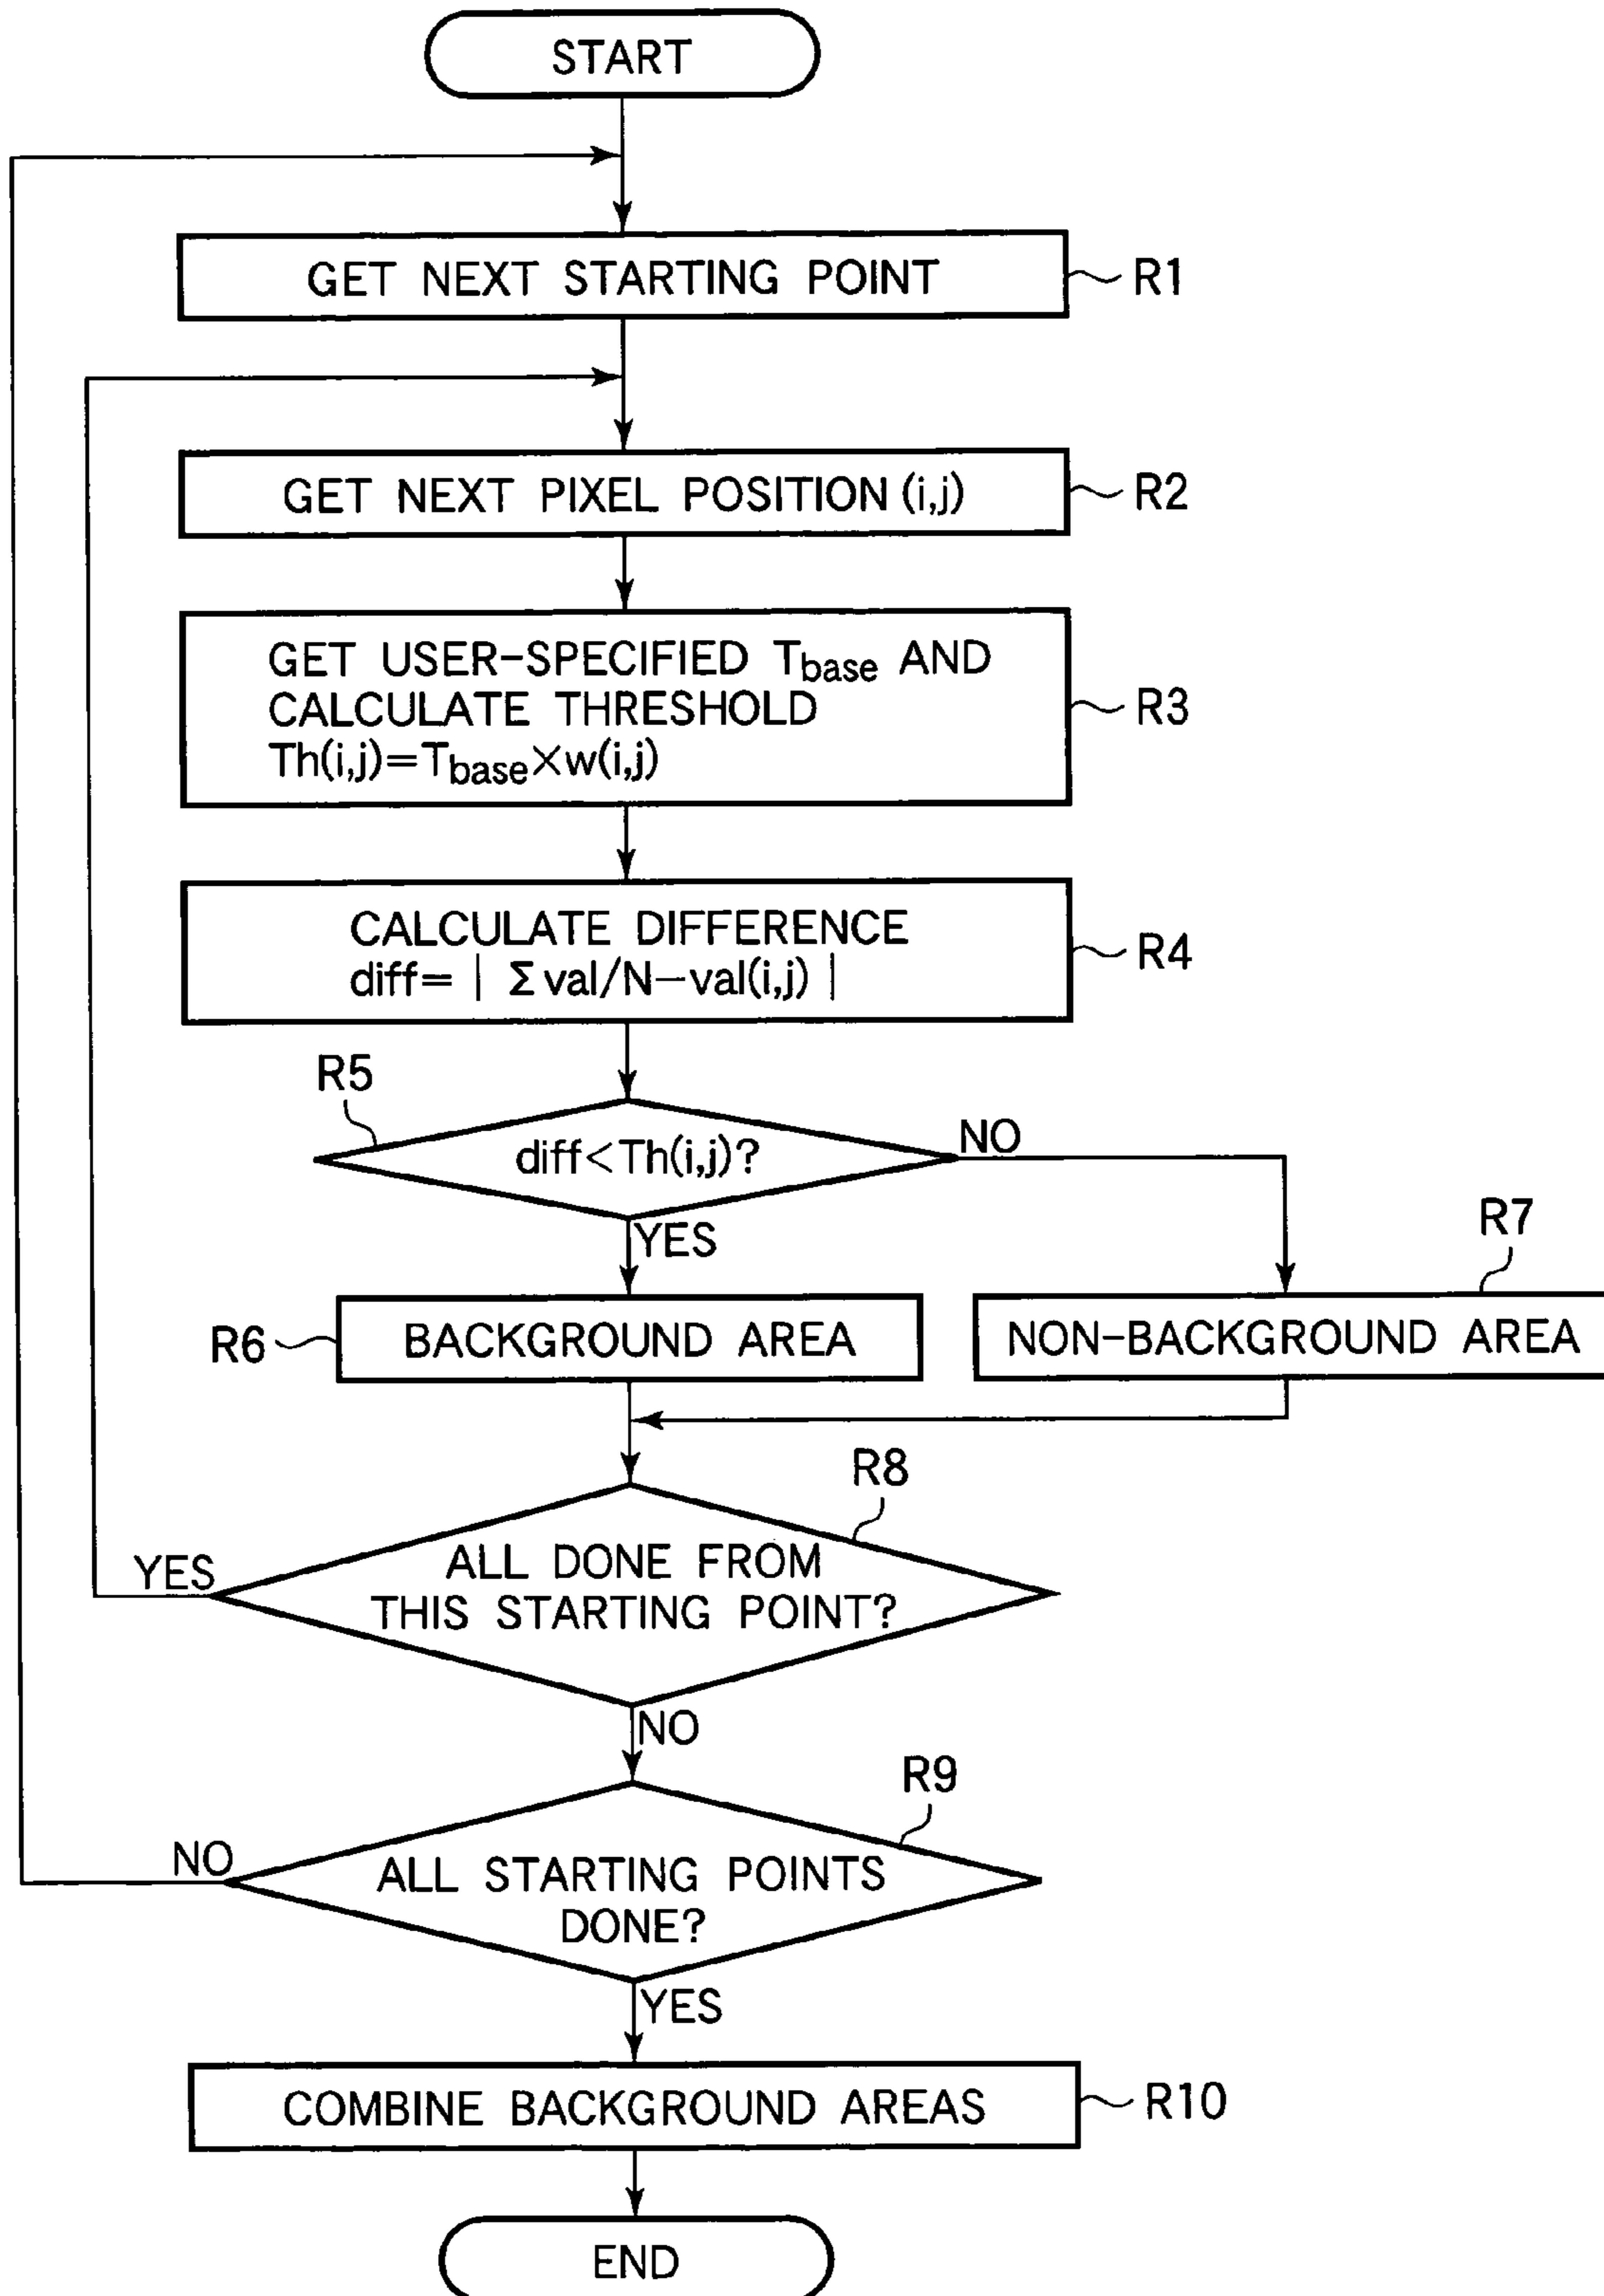 START
GET NEXT STARTING POINT
R1
GET NEXT PIXEL POSITION (i,j)
R2
GET USER-SPECIFIED Tbase AND
CALCULATE THRESHOLD
Th(i,j)=Tbase×w(i,j)
R3
CALCULATE DIFFERENCE
diff= | Σval/N−val(i,j) |
R4
R5
diff<Th(i,j)?
NO
YES
R7
R6
BACKGROUND AREA
NON-BACKGROUND AREA
R8
ALL DONE FROM
THIS STARTING POINT?
YES
NO
R9
NO
ALL STARTING POINTS
DONE?
YES
COMBINE BACKGROUND AREAS
R10
END